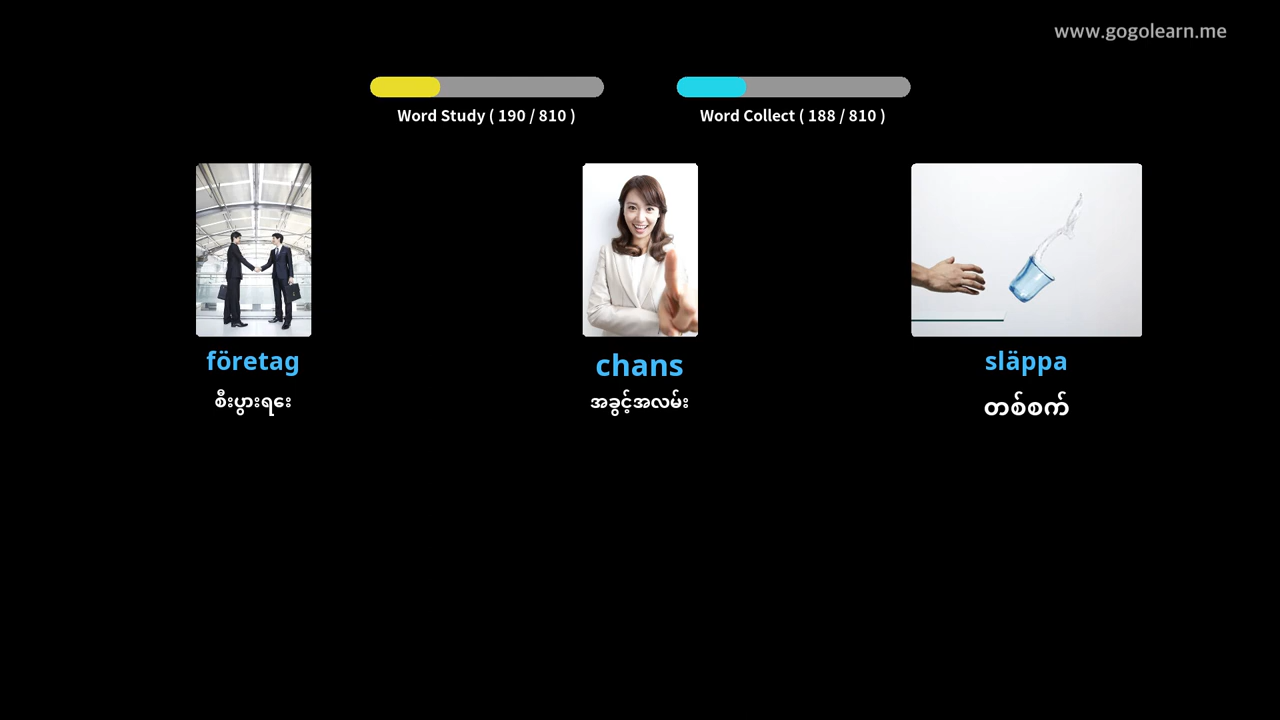 www.gogolearn.me
Word Study ( 190 / 810 )
Word Collect ( 188 / 810 )
företag
စီးပွားရေး
chans
အခွင့်အလမ်း
släppa
တစ်စက်